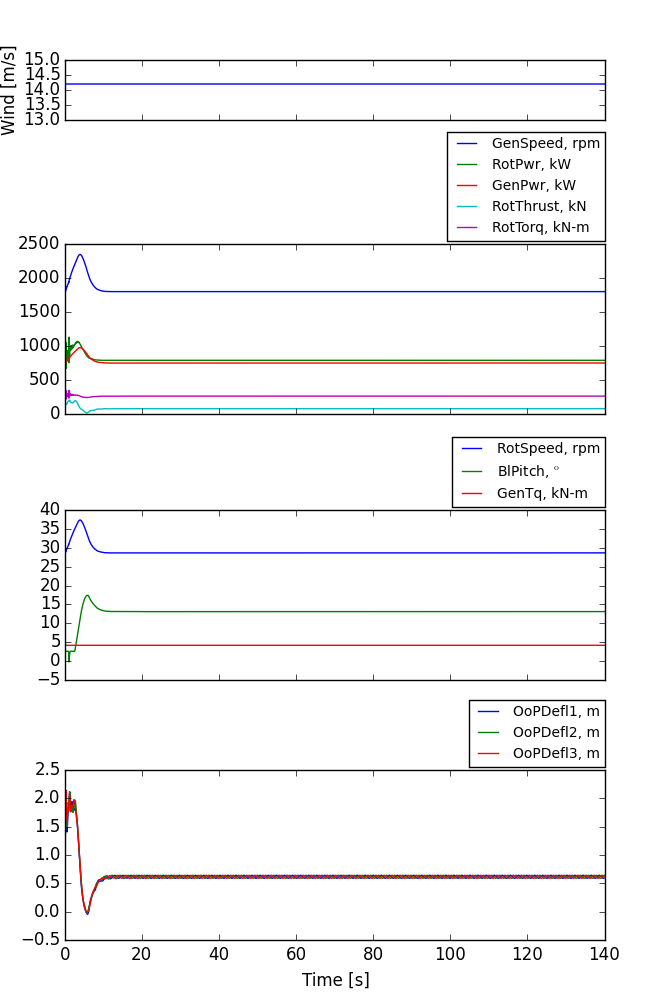 Wind [m/s]
15.0
14.5
14.0
13.5
13.0
GenSpeed, rpm
RotPwr, kW
GenPwr, kW
RotThrust, kN
RotTorq, kN-m
2500
2000
1500
1000
500
0
RotSpeed, rpm
BlPitch, °
GenTq, kN-m
40
35
30
25
20
15
10
5
0
−5
OoPDefl1, m
OoPDefl2, m
OoPDefl3, m
2.5
2.0
1.5
1.0
0.5
0.0
−0.5
0 20 40 60 80 100 120 140
Time [s]